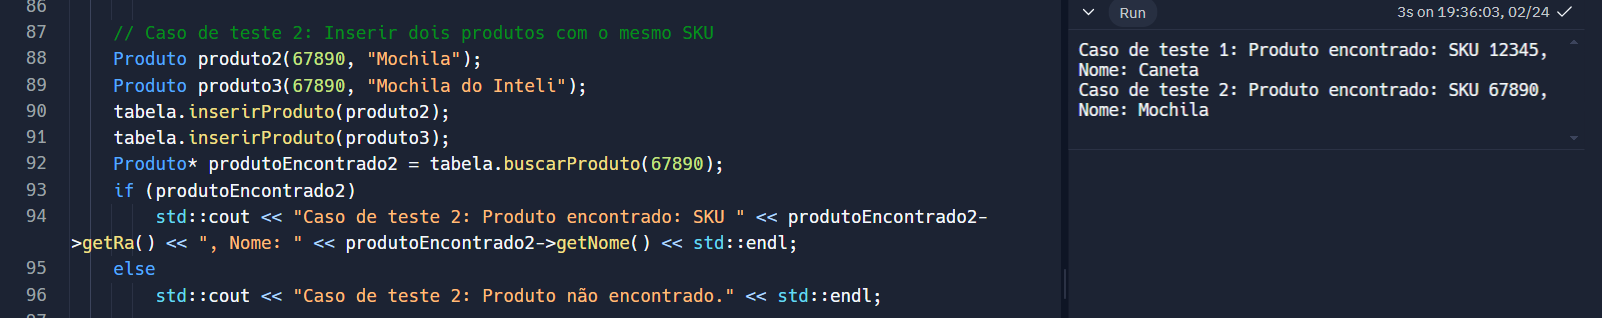 86
87 // Caso de teste 2: Inserir dois produtos com o mesmo SKU
88 Produto produto2(67890, "Mochila");
89 Produto produto3(67890, "Mochila do Inteli");
90 tabela.inserirProduto(produto2);
91 tabela.inserirProduto(produto3);
92 Produto* produtoEncontrado2 = tabela.buscarProduto(67890);
93 if (produtoEncontrado2)
94 std::cout << "Caso de teste 2: Produto encontrado: SKU " << produtoEncontrado2-
>getRa() << ", Nome: " << produtoEncontrado2->getNome() << std::endl;
95 else
96 std::cout << "Caso de teste 2: Produto não encontrado." << std::endl;
97
Run 3s on 19:36:03, 02/24
Caso de teste 1: Produto encontrado: SKU 12345,
Nome: Caneta
Caso de teste 2: Produto encontrado: SKU 67890,
Nome: Mochila